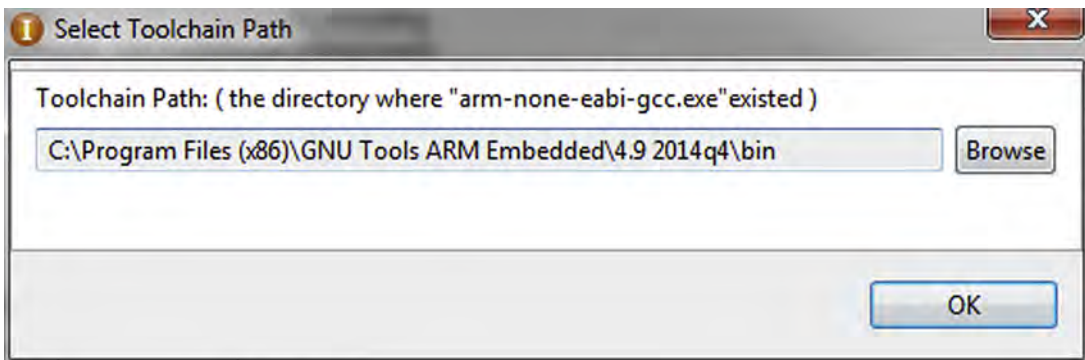 Select Toolchain Path
Toolchain Path: ( the directory where "arm-none-eabi-gcc.exe"existed )
C:\Program Files (x86)\GNU Tools ARM Embedded\4.9 2014q4\bin
Browse
OK